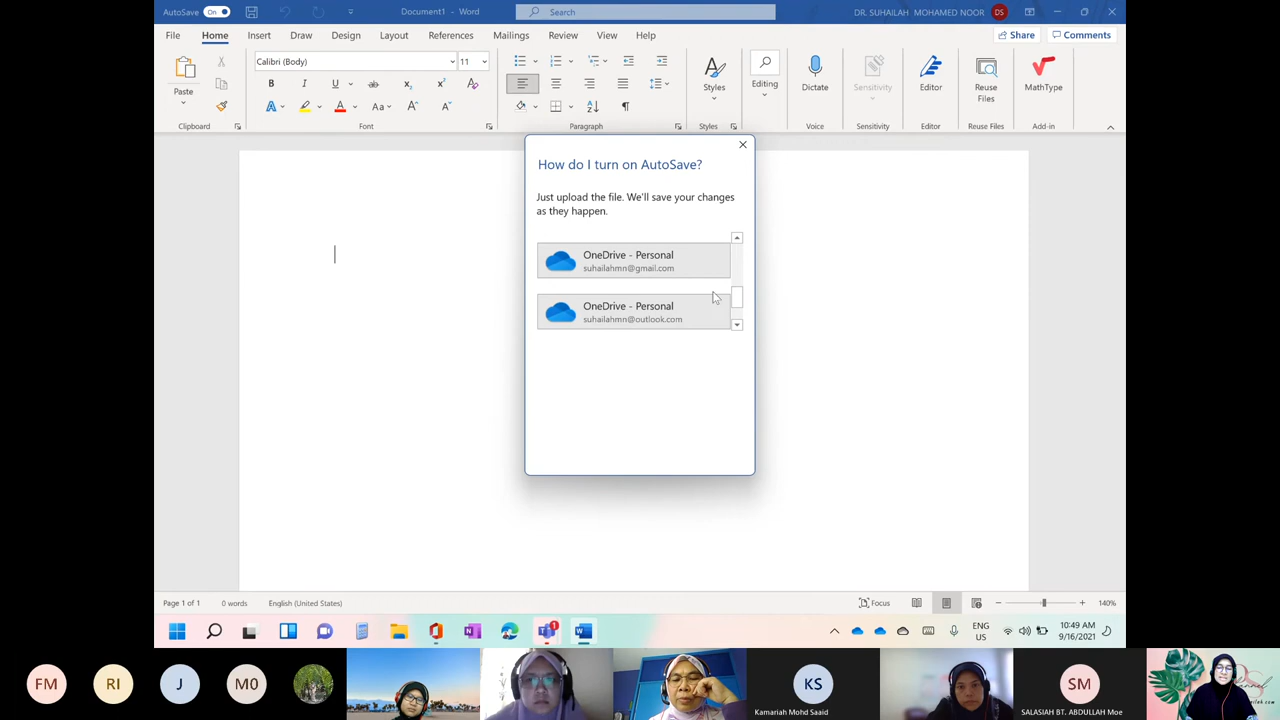 AutoSave On Document1 - Word Search DR. SUHAILAH MOHAMED NOOR DS
File Home Insert Draw Design Layout References Mailings Review View Help Share Comments
Calibri (Body) 11
Paste
Styles Editing Dictate Sensitivity Editor Reuse Files MathType
Clipboard Font Paragraph Styles Voice Sensitivity Editor Reuse Files Add-in
How do I turn on AutoSave?
Just upload the file. We'll save your changes
as they happen.
OneDrive - Personal
suhailahmn@gmail.com
OneDrive - Personal
suhailahmn@outlook.com
Page 1 of 1 0 words English (United States) Focus 140%
ENG
US
10:49 AM
9/16/2021
FM RI J M0 KS SM
Kamariah Mohd Saaid
SALASIAH BT. ABDULLAH Moe